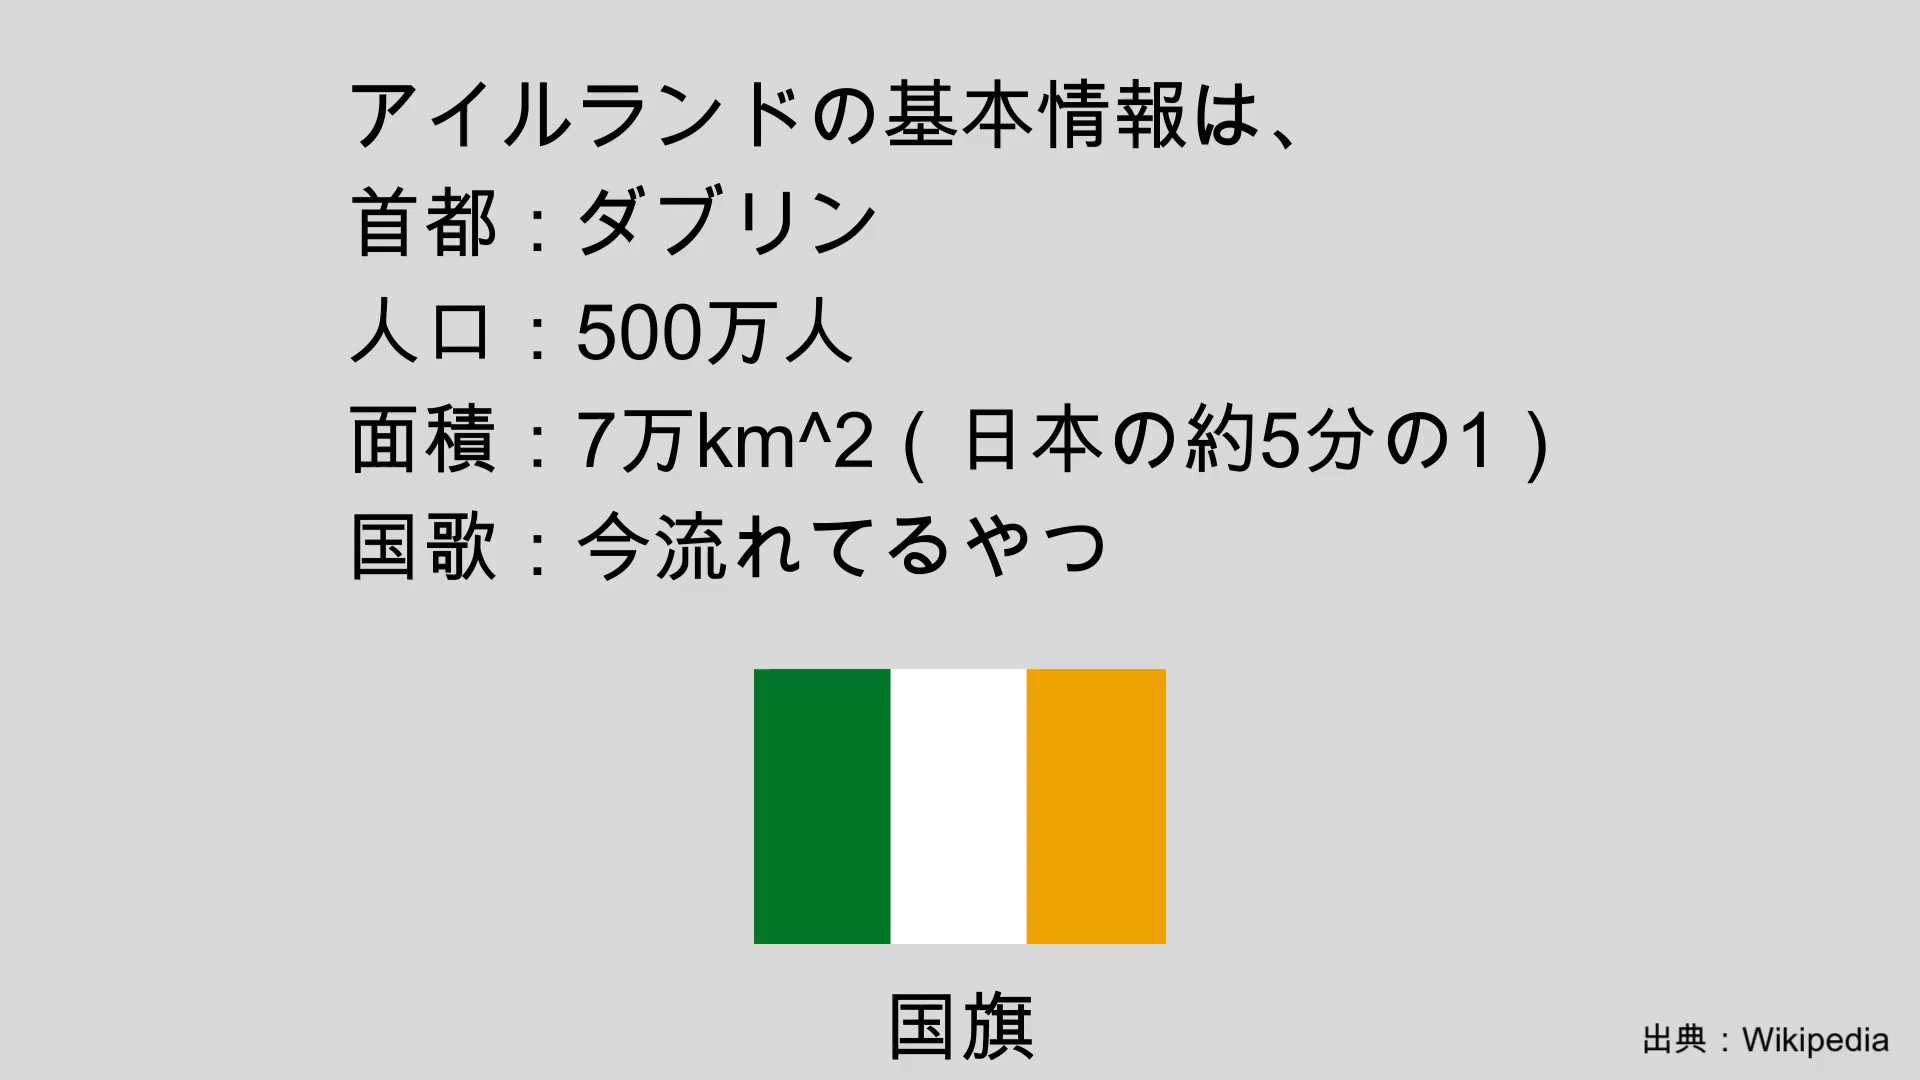 アイルランドの基本情報は、
首都：ダブリン
人口：500万人
面積：7万km^2（日本の約5分の1）
国歌：今流れてるやつ
国旗
出典：Wikipedia